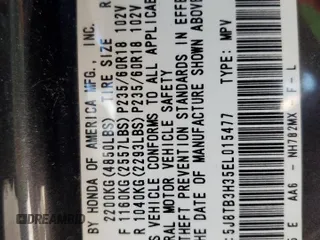 BY HONDA OF AMERICA MFG., INC.
TIRE SIZE R
2200KG(4850LBS)
F 1160KG(2557LBS) P235/60R18 102V
R 1040KG(2293LBS) P235/60R18 102V
VEHICLE CONFORMS TO ALL APPLICAB
MOTOR VEHICLE SAFETY
THEFT PREVENTION STANDARDS IN EFFE
DATE OF MANUFACTURE SHOWN ABOVE
5J8TB3H35EL015477 TYPE: MPV
E AA6 - NH782MX F - L